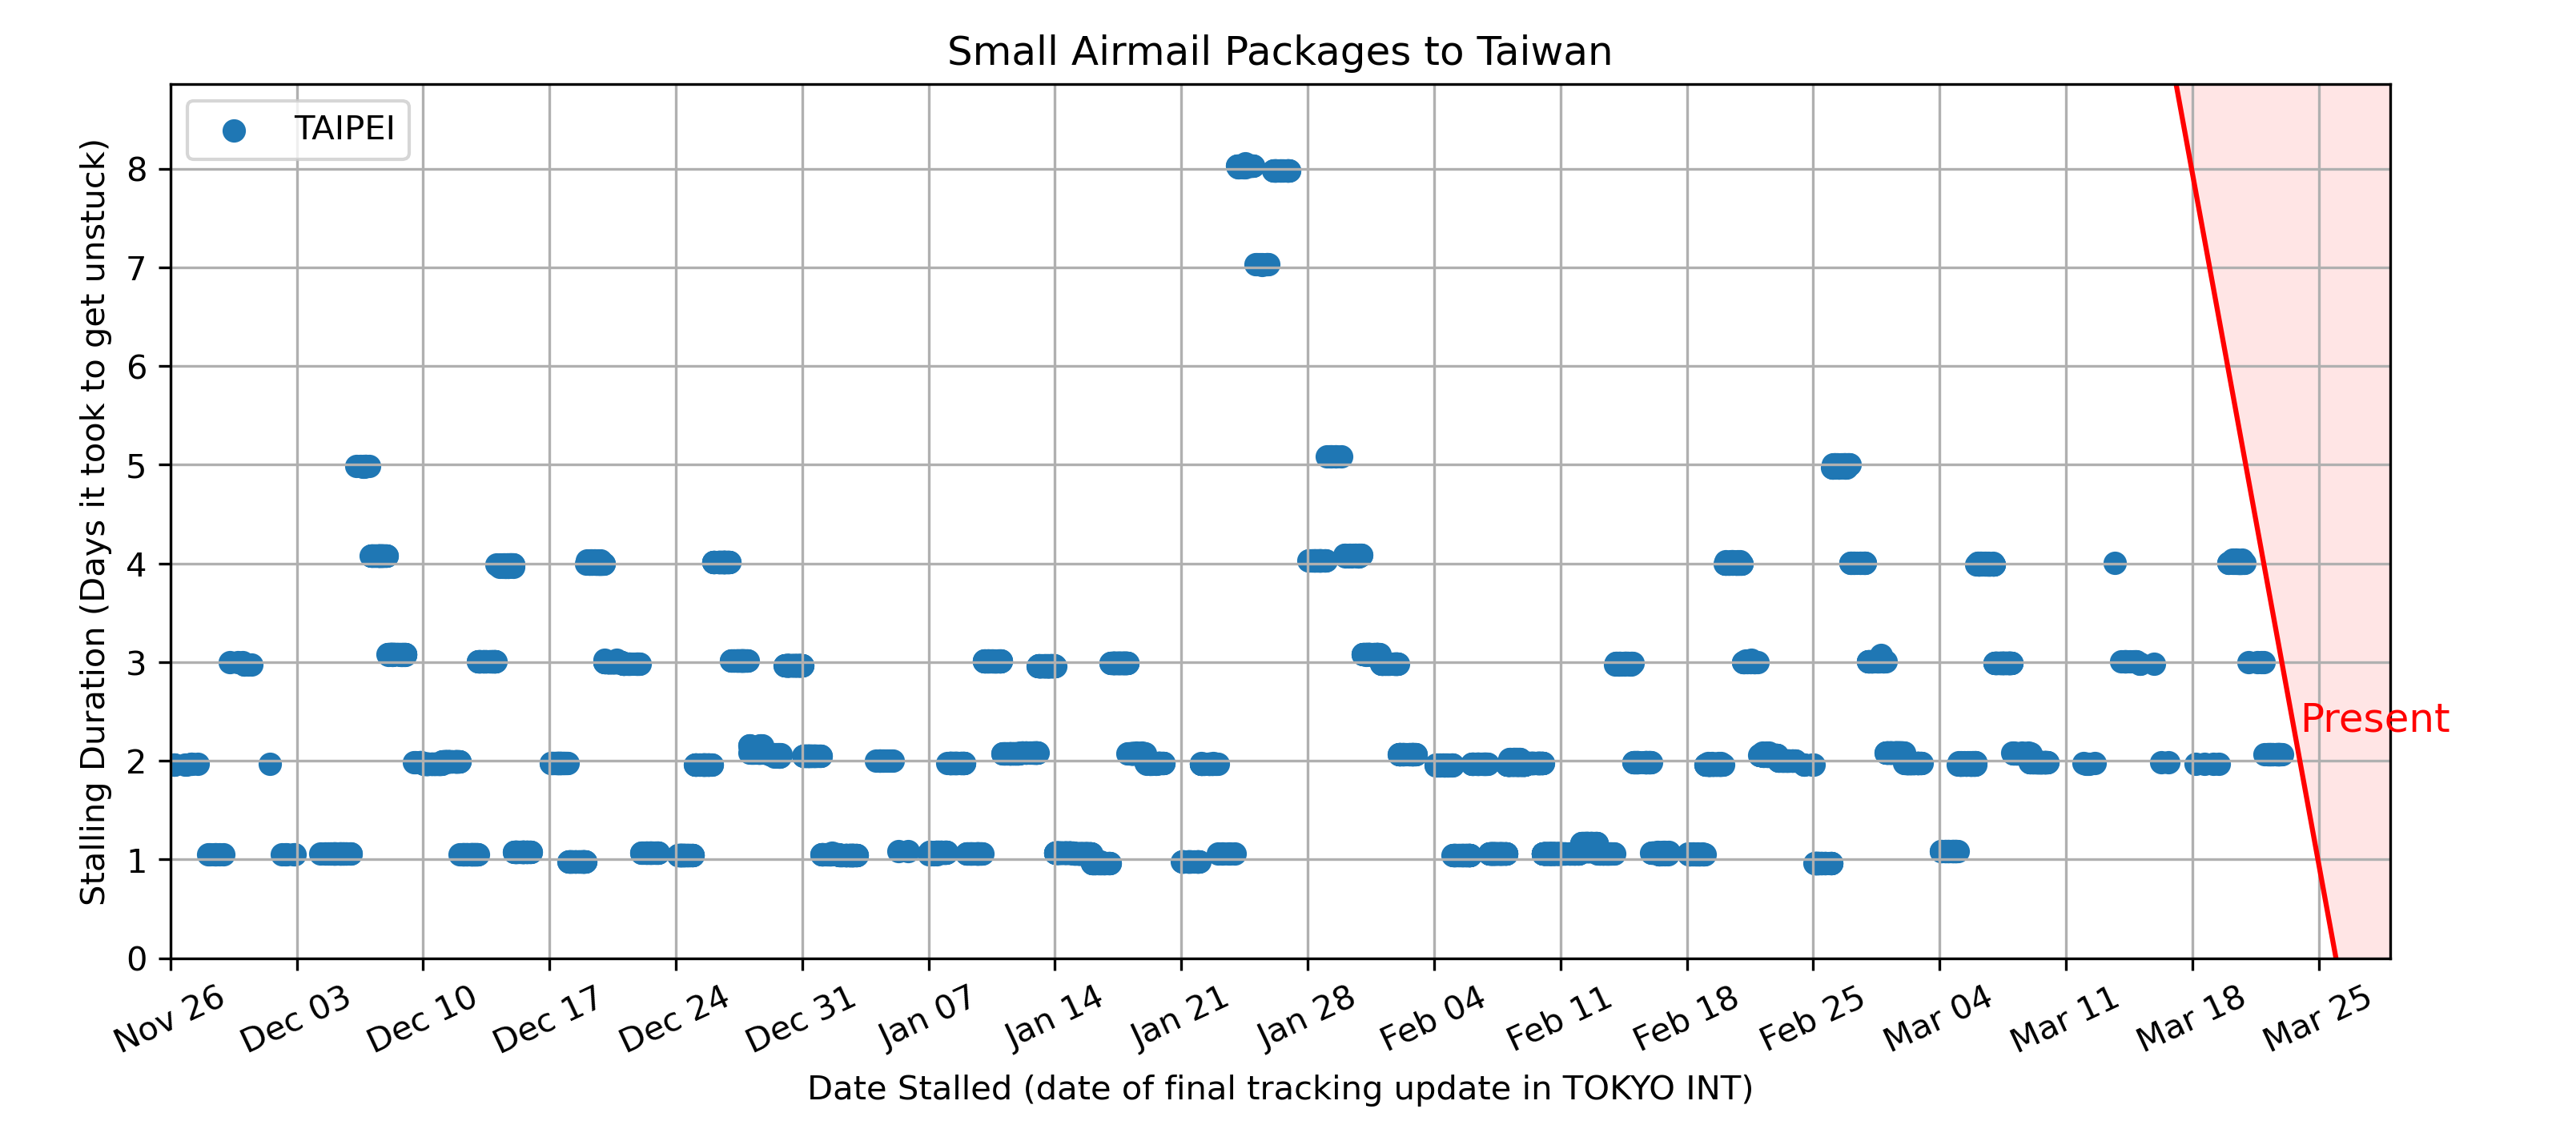 Small Airmail Packages to Taiwan
TAIPEI
Stalling Duration (Days it took to get unstuck)
8
7
6
5
4
3
2
1
0
Present
Nov 26
Dec 03
Dec 10
Dec 17
Dec 24
Dec 31
Jan 07
Jan 14
Jan 21
Jan 28
Feb 04
Feb 11
Feb 18
Feb 25
Mar 04
Mar 11
Mar 18
Mar 25
Date Stalled (date of final tracking update in TOKYO INT)